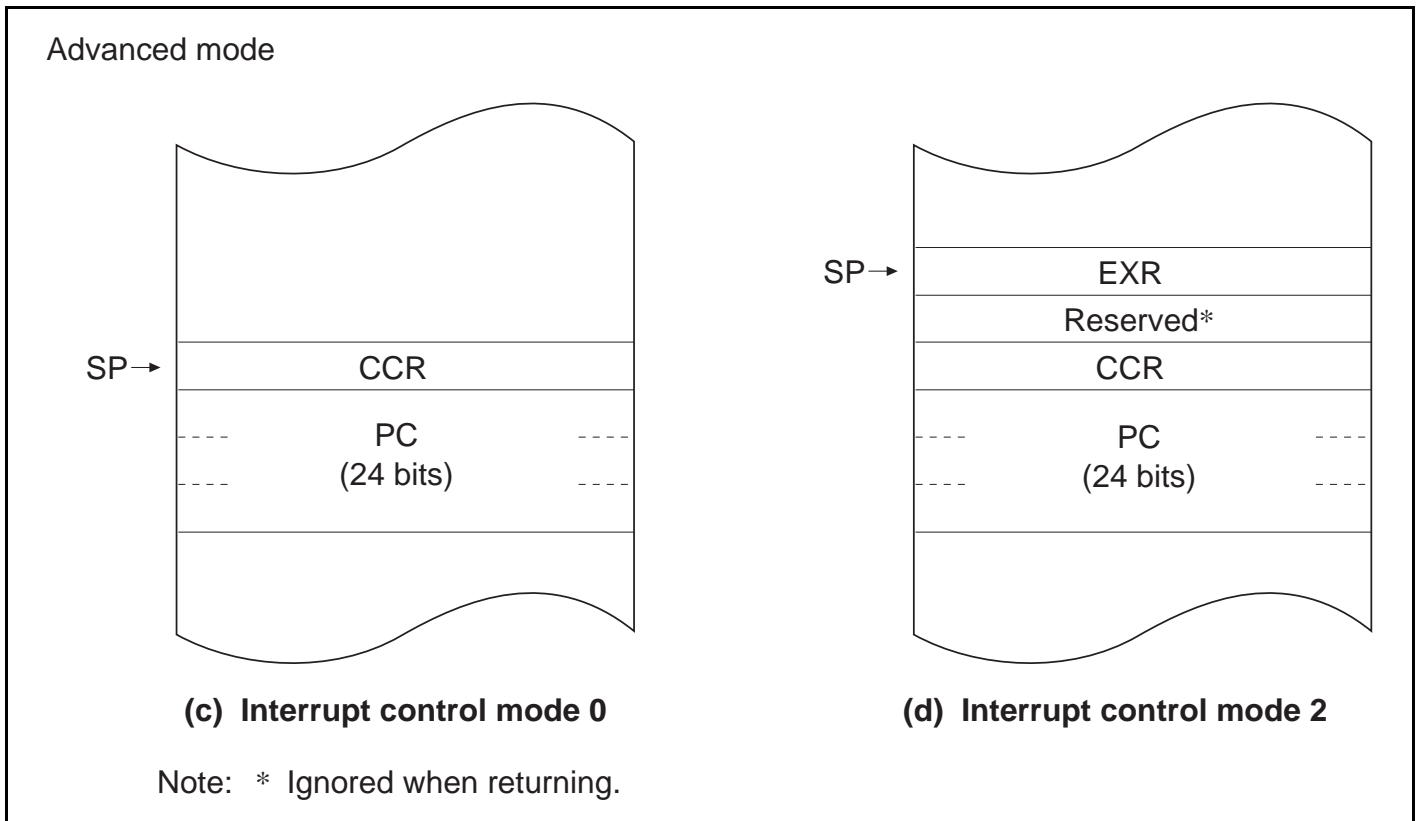 Advanced mode
SP
CCR
PC
(24 bits)
(c) Interrupt control mode 0
SP
EXR
Reserved*
CCR
PC
(24 bits)
(d) Interrupt control mode 2
Note: * Ignored when returning.